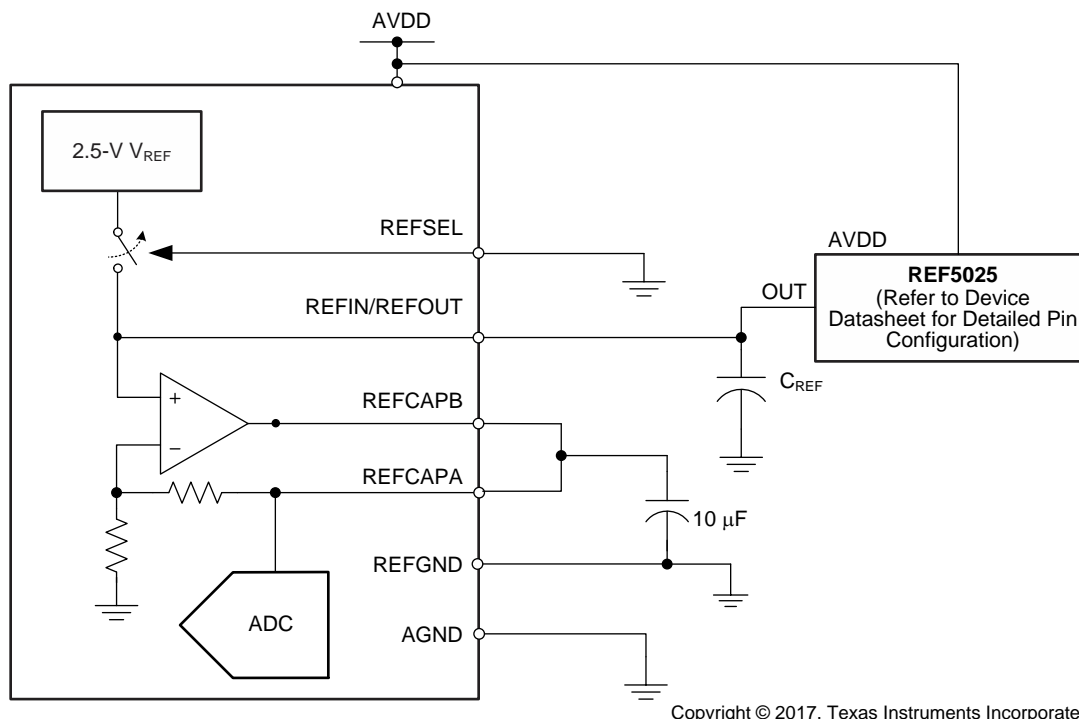 AVDD
2.5-V VREF
REFSEL
AVDD
REF5025
(Refer to Device
Datasheet for Detailed Pin
Configuration)
OUT
REFIN/REFOUT
CREF
+
REFCAPB
−
REFCAPA
10 μF
REFGND
ADC
AGND
Copyright © 2017, Texas Instruments Incorporate